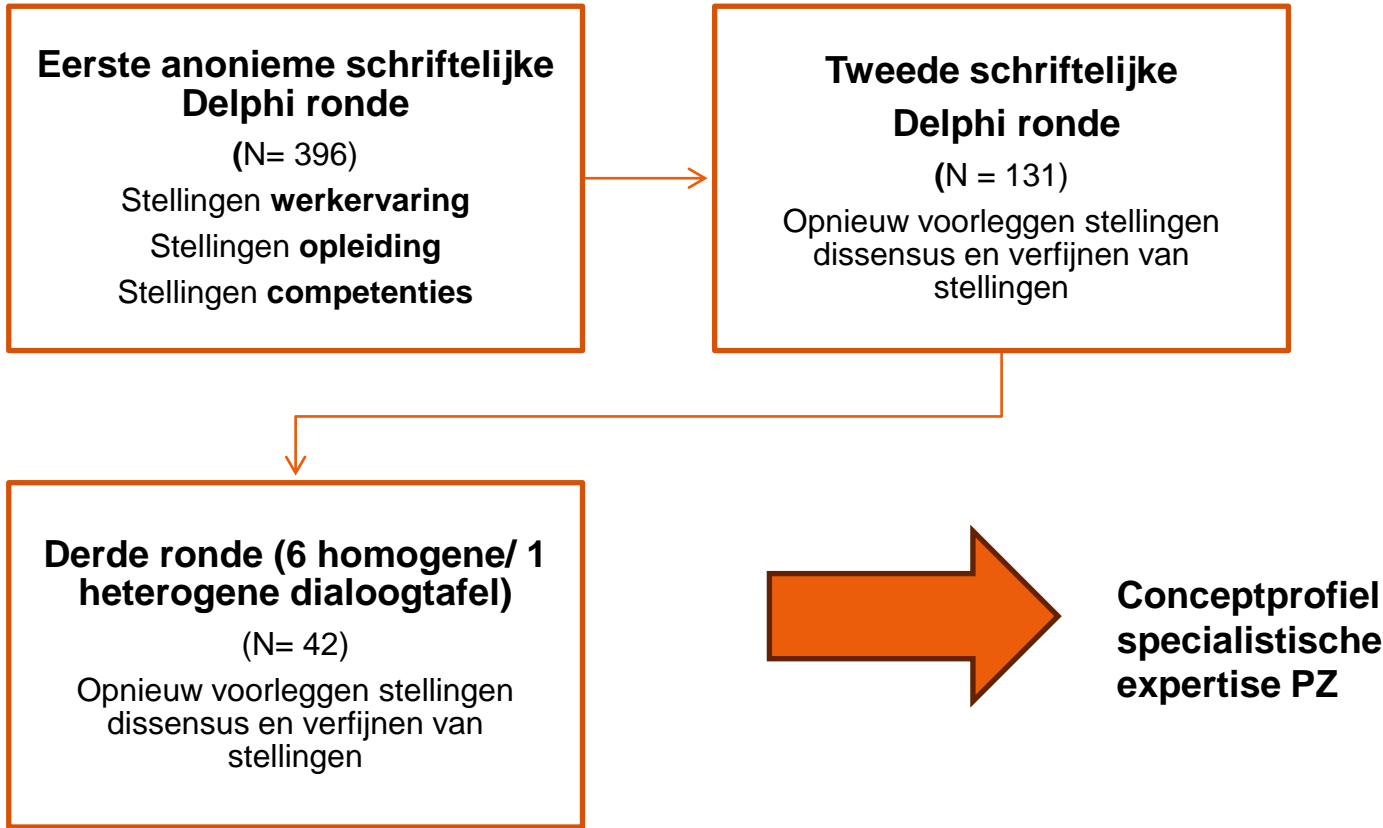 Eerste anonieme schriftelijke
Delphi ronde
(N= 396)
Stellingen werkervaring
Stellingen opleiding
Stellingen competenties
Tweede schriftelijke
Delphi ronde
(N = 131)
Opnieuw voorleggen stellingen
dissensus en verfijnen van
stellingen
Derde ronde (6 homogene/ 1
heterogene dialoogtafel)
(N= 42)
Opnieuw voorleggen stellingen
dissensus en verfijnen van
stellingen
Conceptprofiel
specialistische
expertise PZ